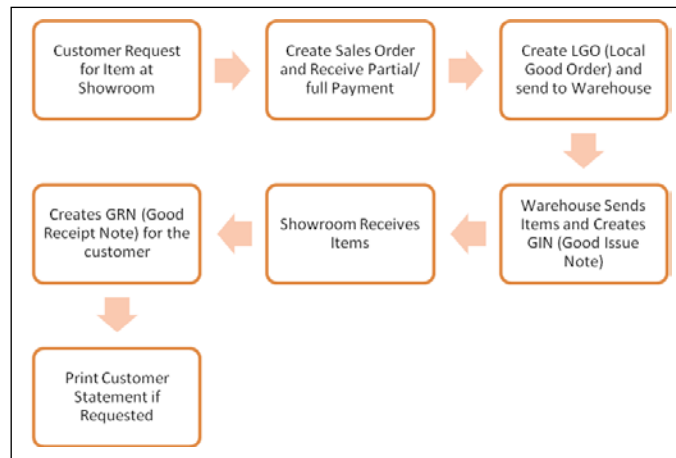 Customer Request
for Item at
Showroom
Create Sales Order
and Receive Partial/
full Payment
Create LGO (Local
Good Order) and
send to Warehouse
Warehouse Sends
Items and Creates
GIN (Good Issue
Note)
Showroom Receives
Items
Creates GRN (Good
Receipt Note) for the
customer
Print Customer
Statement if
Requested